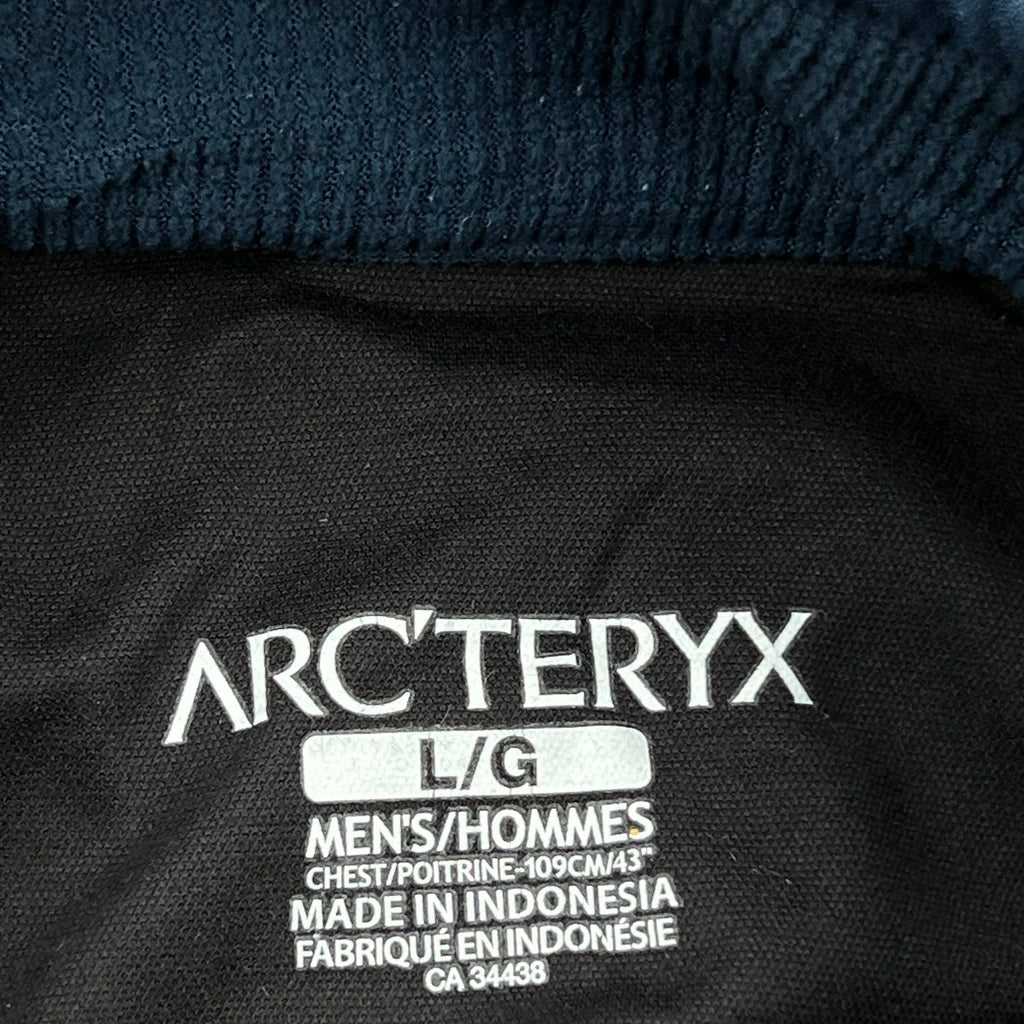 ARC'TERYX
L/G
MEN'S/HOMMES
CHEST/POITRINE-109CM/43"
MADE IN INDONESIA
FABRIQUÉ EN INDONÉSIE
CA 34438